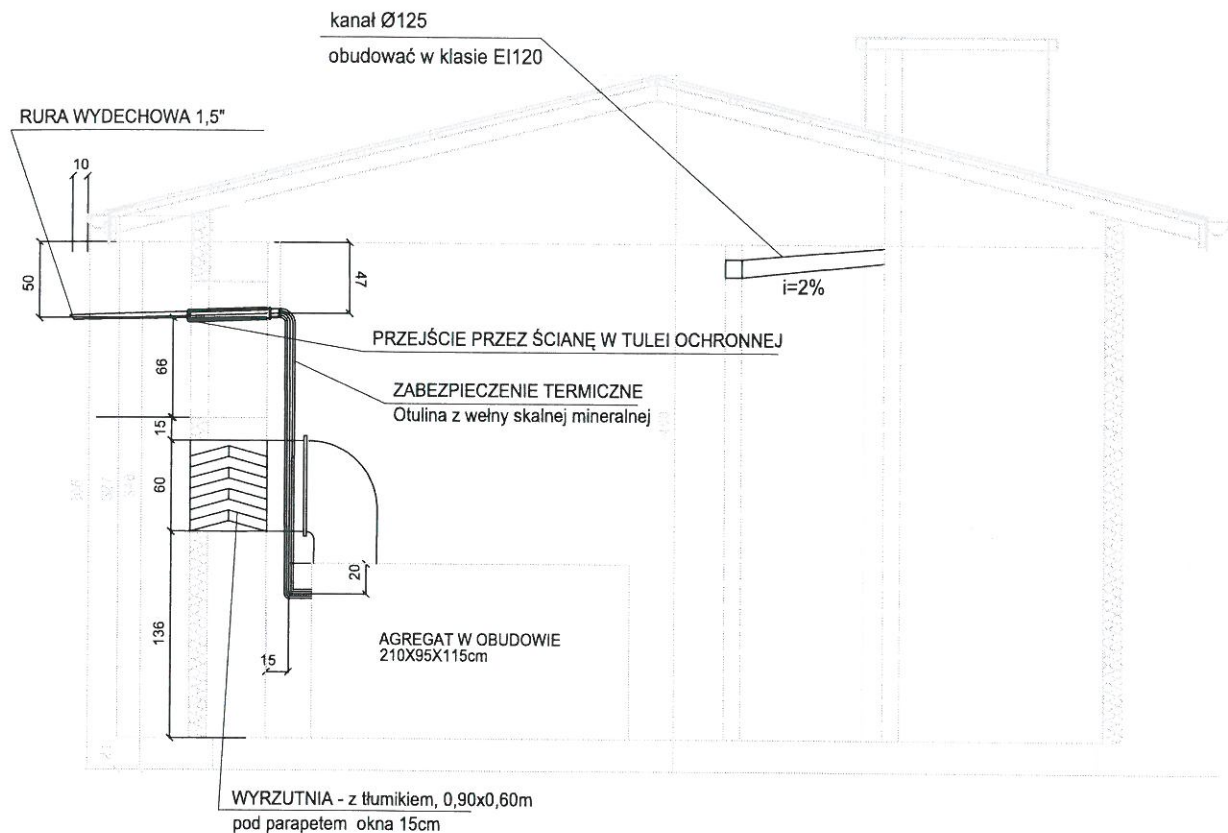 kanał Ø125
obudować w klasie EI120
RURA WYDECHOWA 1,5"
10
50
47
i=2%
PRZEJŚCIE PRZEZ ŚCIANĘ W TULEI OCHRONNEJ
66
ZABEZPIECZENIE TERMICZNE
Otulina z wełny skalnej mineralnej
15
60
20
136
15
AGREGAT W OBUDOWIE
210X95X115cm
WYRZUTNIA - z tłumikiem, 0,90x0,60m
pod parapetem okna 15cm